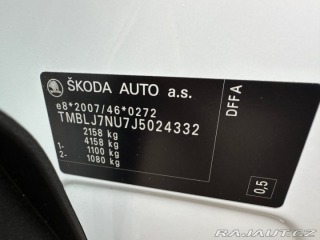 ŠKODA AUTO a.s.
e8*2007/46*0272
TMBLJ7NU7J5024332
2158 kg
4158 kg
1- 1100 kg
2- 1080 kg
DFFA
0,5
RAJAUT.CZ